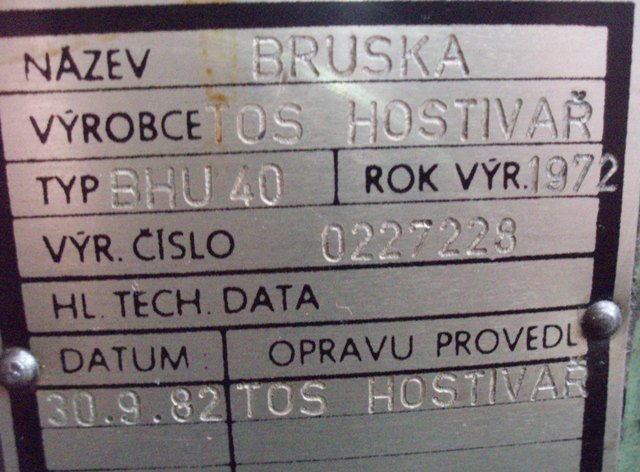 NÁZEV BRUSKA
VÝROBCE TOS HOSTIVAŘ
TYP BHU 40 ROK VÝR. 1972
VÝR. ČÍSLO 0227228
HL. TECH. DATA
DATUM: OPRAVU PROVEDL
30.9.82 TOS HOSTIVAŘ